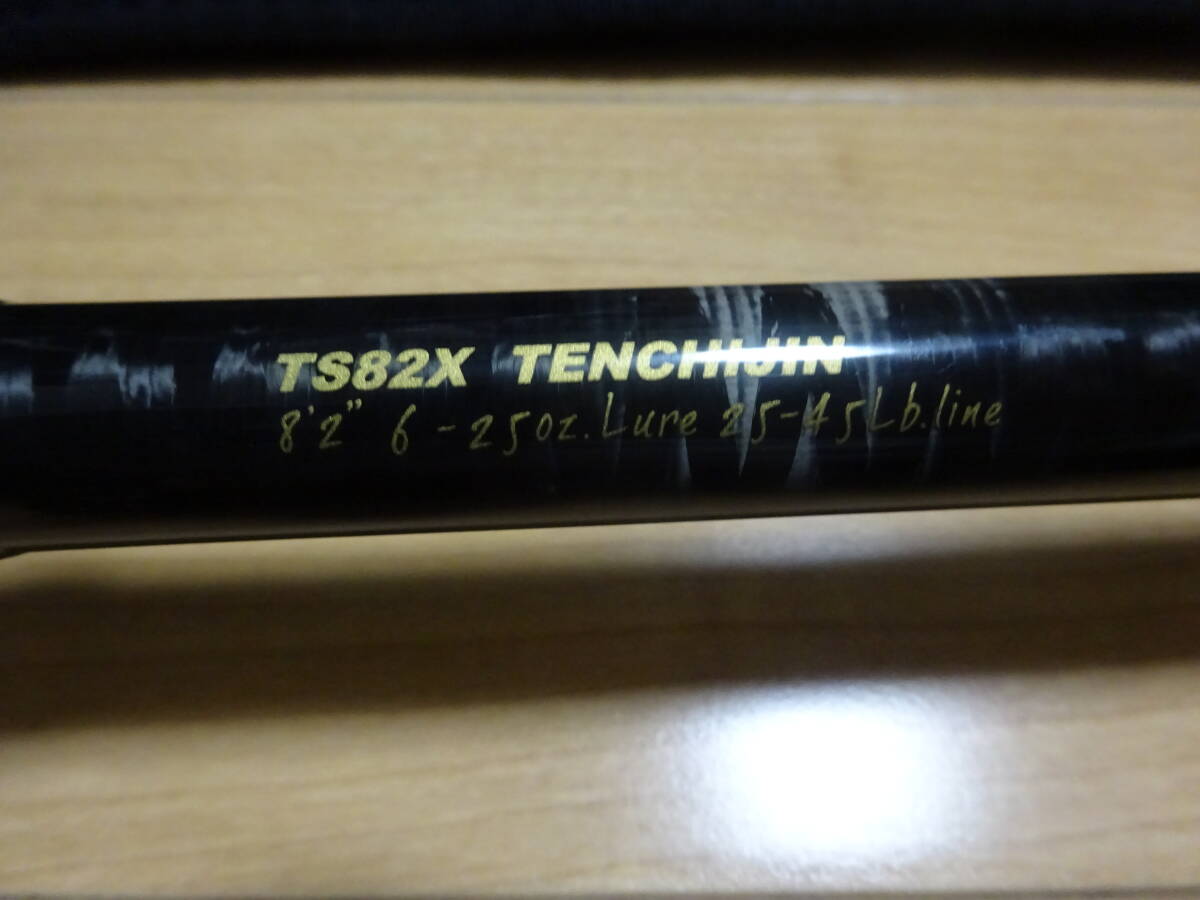 TS82X TENCHIJIN
8'2" 6-25oz.Lure 25-45Lb.line